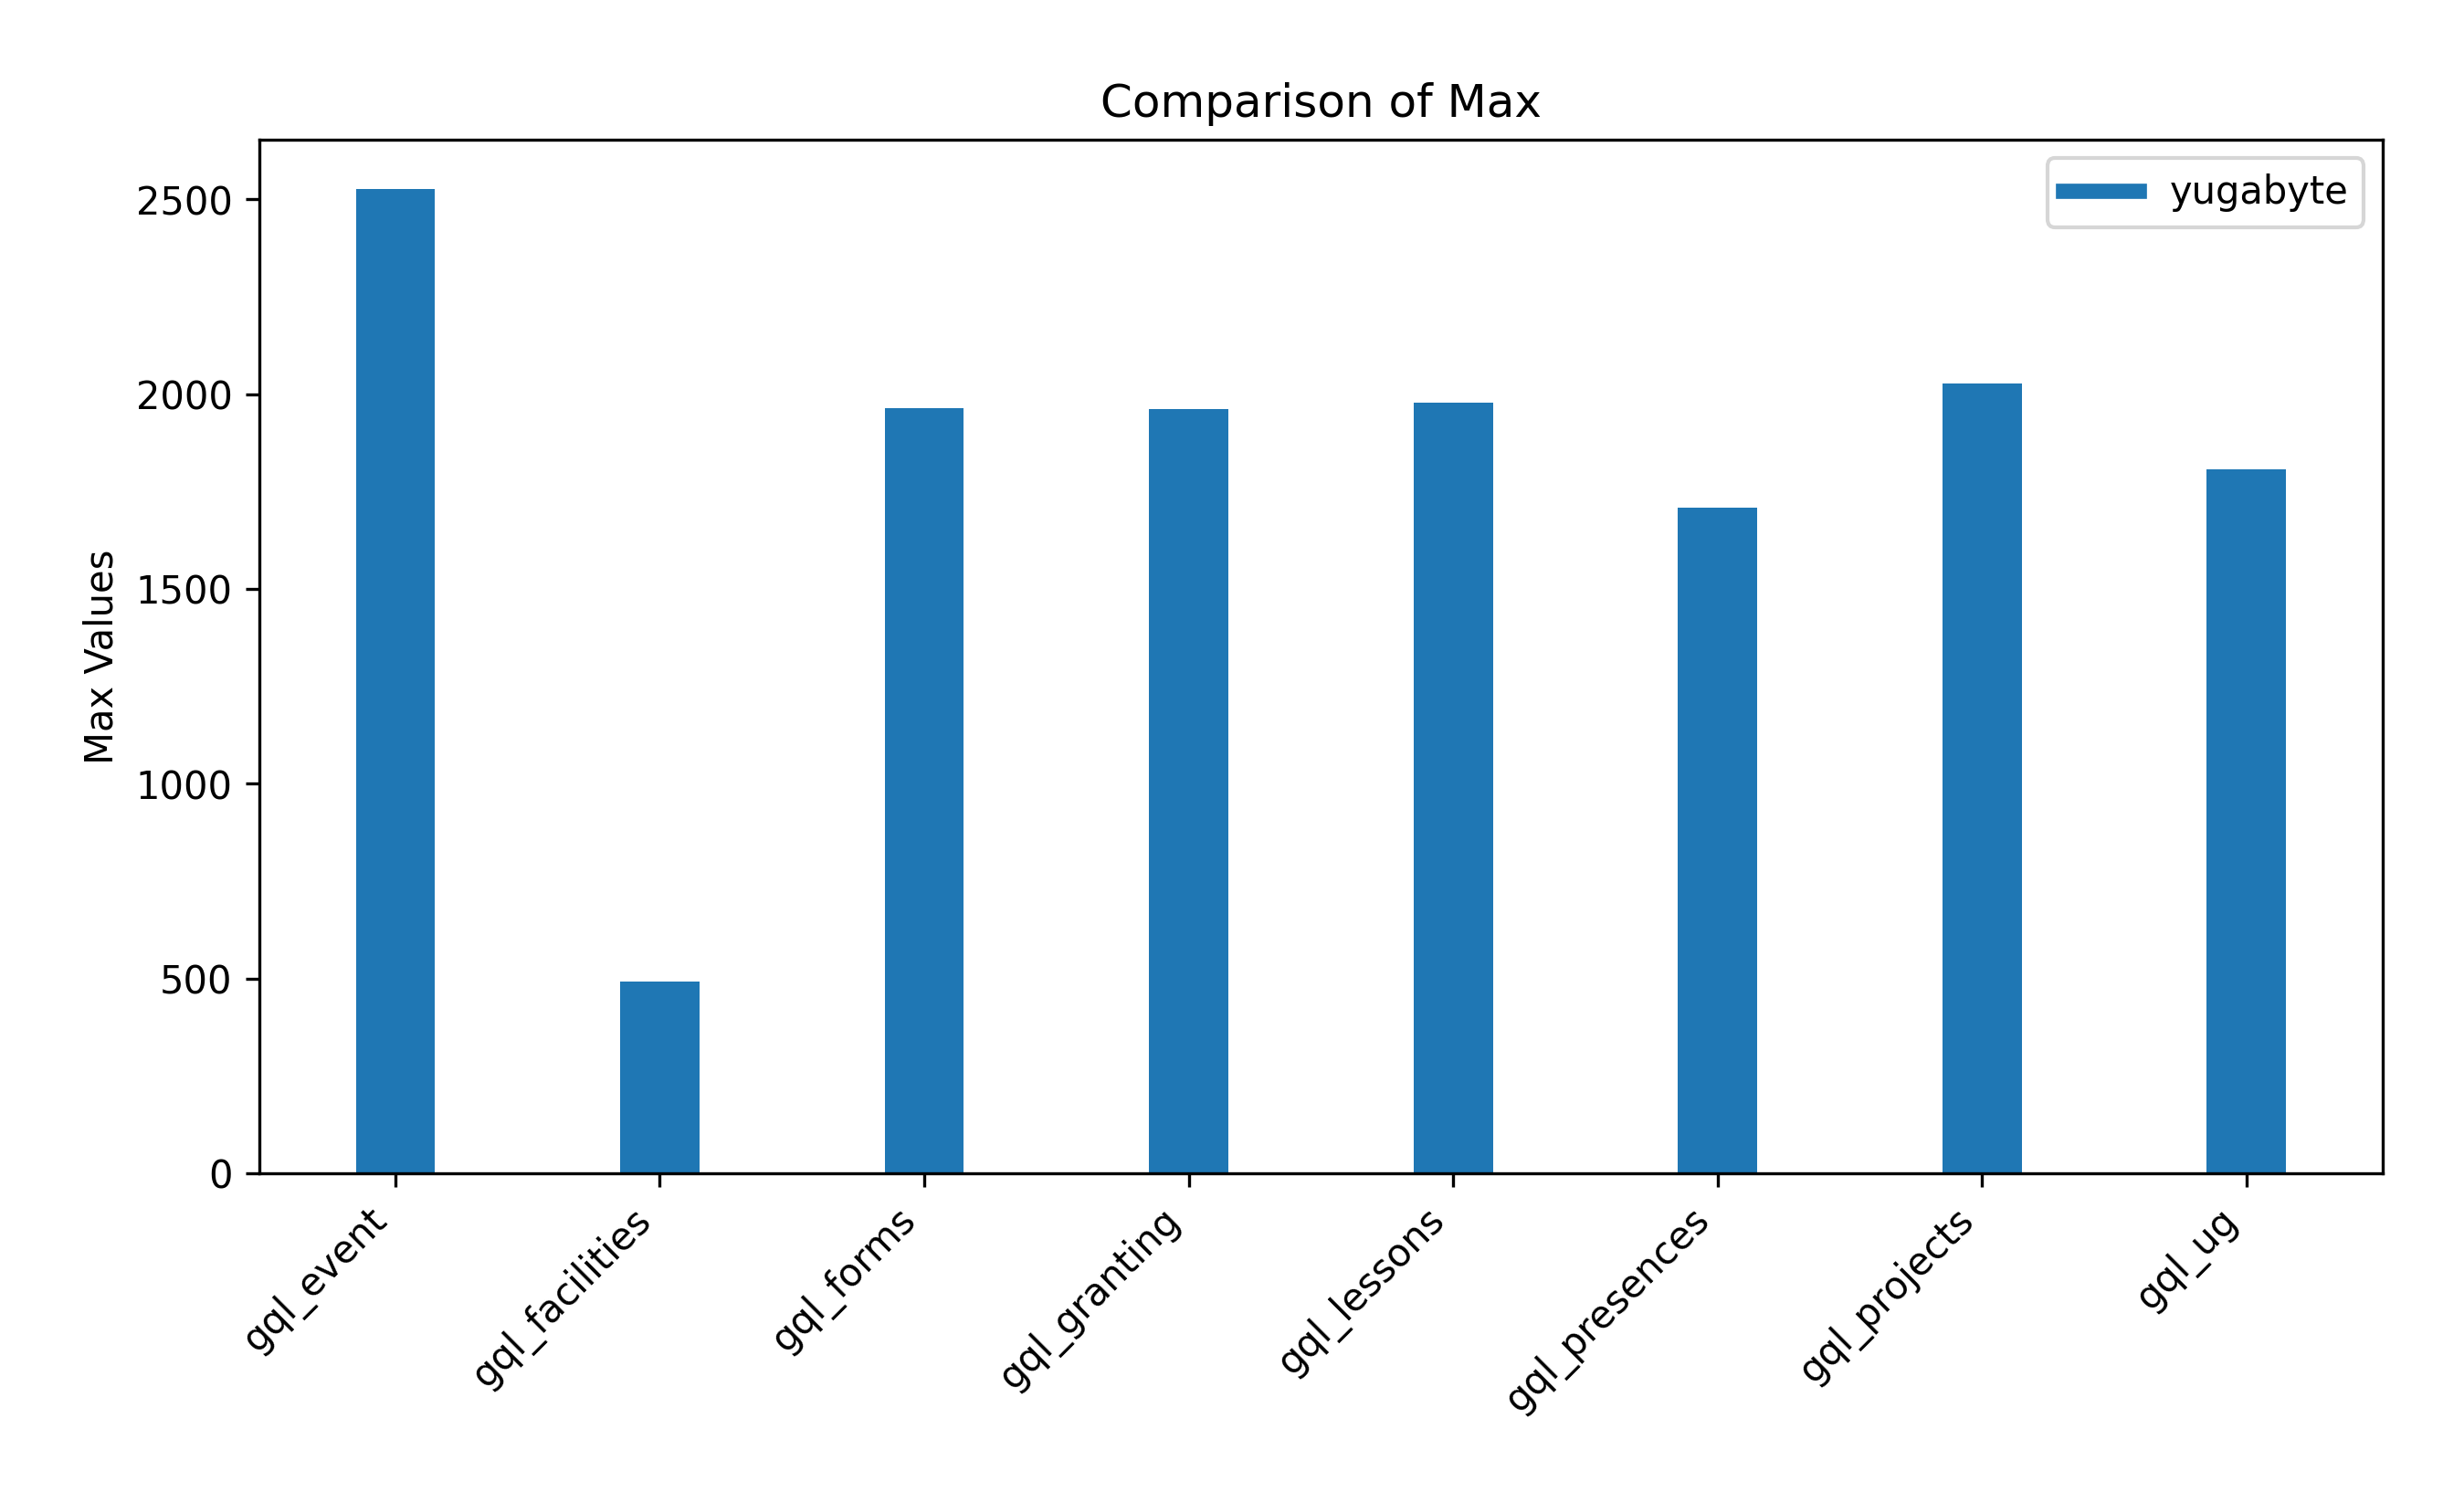 Comparison of Max
yugabyte
Max Values
2500
2000
1500
1000
500
0
gql_event
gql_facilities
gql_forms
gql_granting
gql_lessons
gql_presences
gql_projects
gql_ug